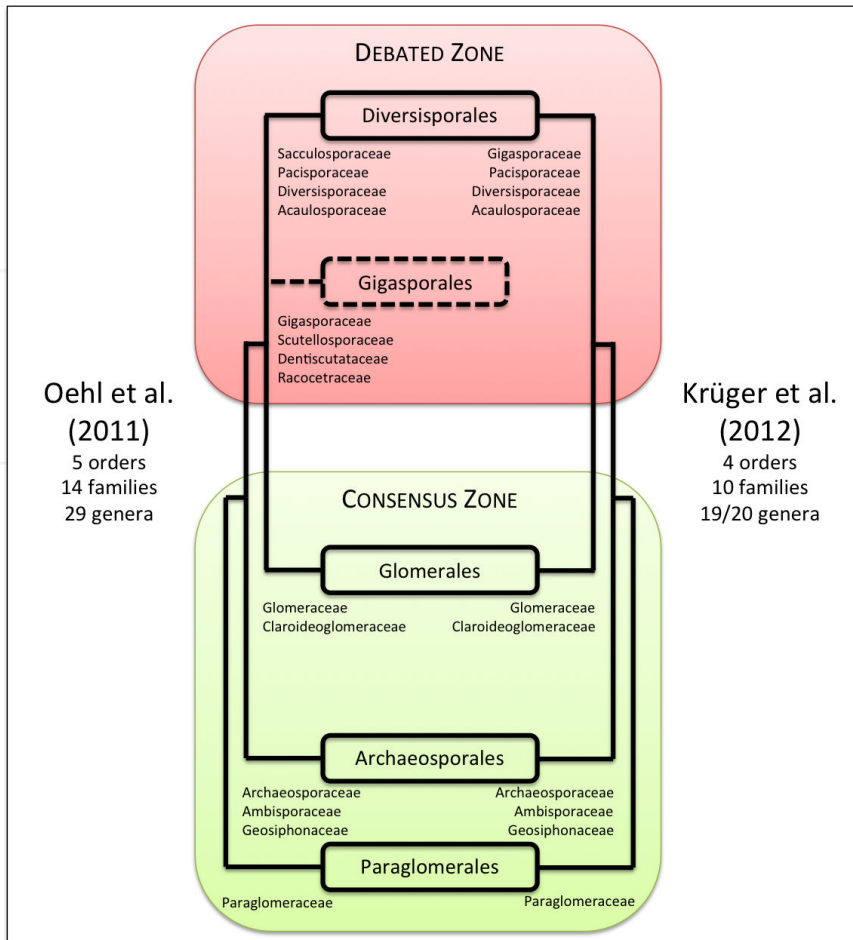 DEBATED ZONE
Diversisporales
Sacculosporaceae
Pacisporaceae
Diversisporaceae
Acaulosporaceae
Gigasporaceae
Pacisporaceae
Diversisporaceae
Acaulosporaceae
Gigasporales
Gigasporaceae
Scutellosporaceae
Dentiscutataceae
Racocetraceae
Oehl et al.
(2011)
5 orders
14 families
29 genera
Krüger et al.
(2012)
4 orders
10 families
19/20 genera
CONSENSUS ZONE
Glomerales
Glomeraceae
Claroideoglomeraceae
Glomeraceae
Claroideoglomeraceae
Archaeosporales
Archaeosporaceae
Ambisporaceae
Geosiphonaceae
Archaeosporaceae
Ambisporaceae
Geosiphonaceae
Paraglomerales
Paraglomeraceae
Paraglomeraceae